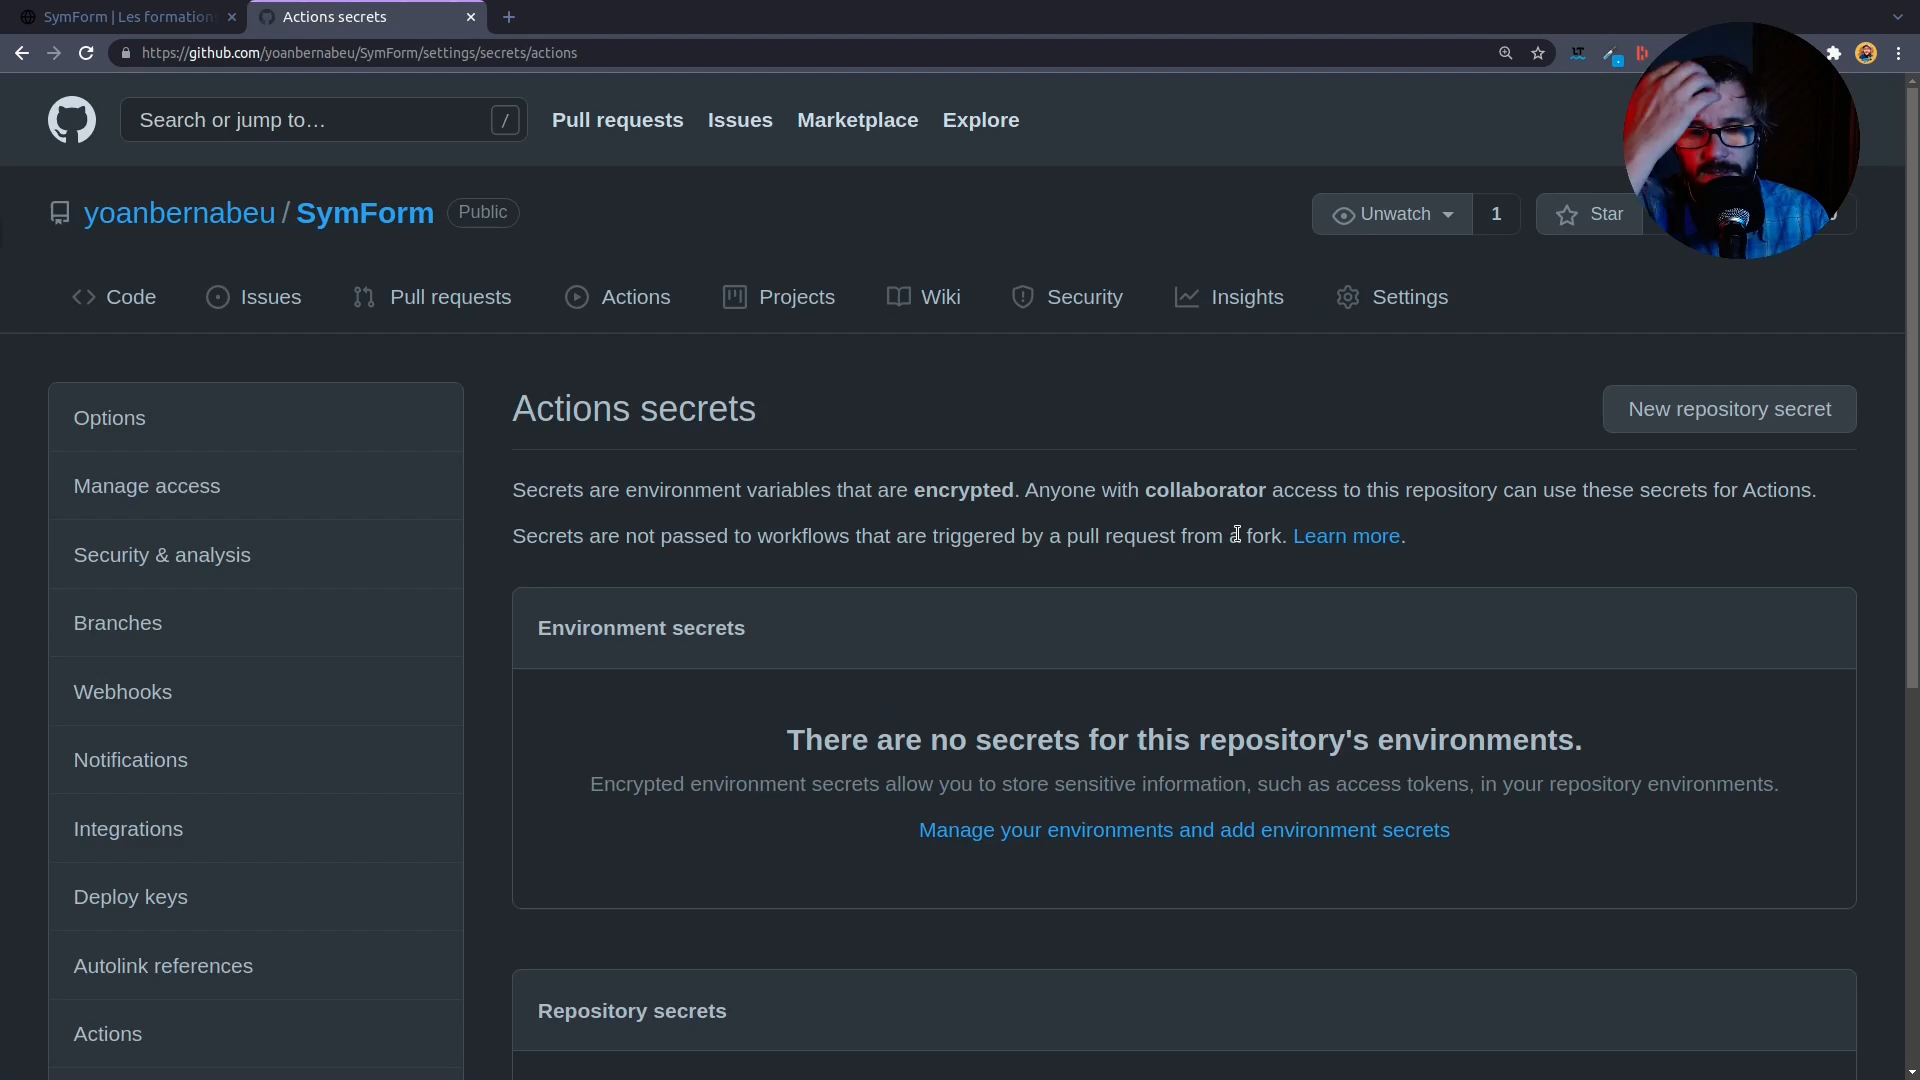 SymForm | Les formation
Actions secrets
https://github.com/yoanbernabeu/SymForm/settings/secrets/actions
LT
Search or jump to…
/
Pull requests
Issues
Marketplace
Explore
yoanbernabeu / SymForm
Public
Unwatch
1
Star
Code
Issues
Pull requests
Actions
Projects
Wiki
Security
Insights
Settings
Options
Manage access
Security & analysis
Branches
Webhooks
Notifications
Integrations
Deploy keys
Autolink references
Actions
Actions secrets
New repository secret
Secrets are environment variables that are encrypted. Anyone with collaborator access to this repository can use these secrets for Actions.
Secrets are not passed to workflows that are triggered by a pull request from a fork. Learn more.
Environment secrets
There are no secrets for this repository's environments.
Encrypted environment secrets allow you to store sensitive information, such as access tokens, in your repository environments.
Manage your environments and add environment secrets
Repository secrets